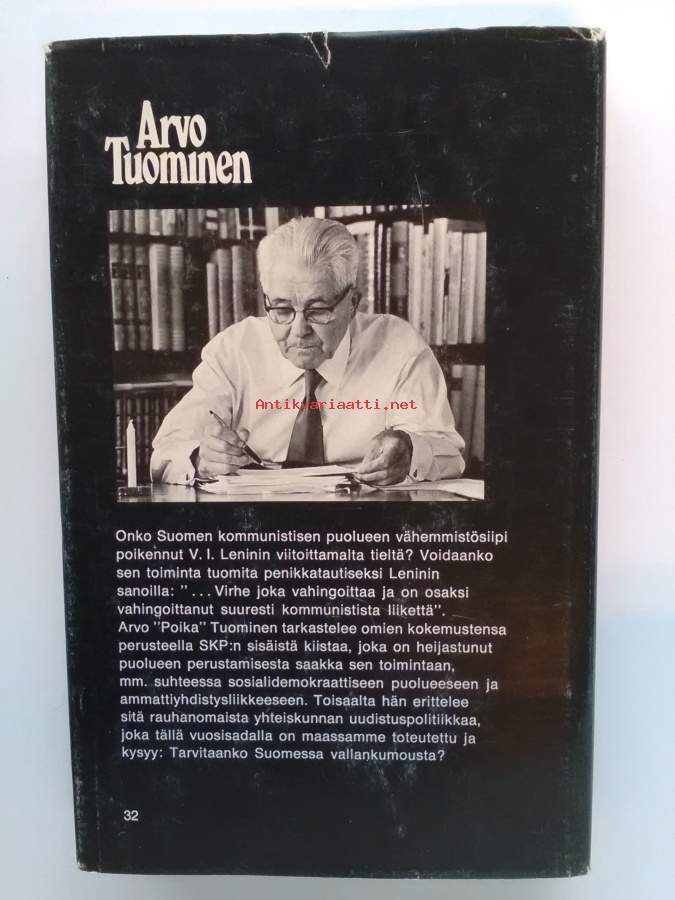 Arvo
Tuominen
Antikvariaatti.net
Onko Suomen kommunistisen puolueen vähemmistösiipi
poikennut V. I. Leninin viitoittamalta tieltä? Voidaanko
sen toiminta tuomita penikkatautiseksi Leninin
sanoilla: ”...Virhe joka vahingoittaa ja on osaksi
vahingoittanut suuresti kommunistista liikettä”.
Arvo ”Poika” Tuominen tarkastelee omien kokemustensa
perusteella SKP:n sisäistä kiistaa, joka on heijastunut
puolueen perustamisesta saakka sen toimintaan,
mm. suhteessa sosialidemokraattiseen puolueeseen ja
ammattiyhdistysliikkeeseen. Toisaalta hän erittelee
sitä rauhanomaista yhteiskunnan uudistuspolitiikkaa,
joka tällä vuosisadalla on maassamme toteutettu ja
kysyy: Tarvitaanko Suomessa vallankumousta?
32